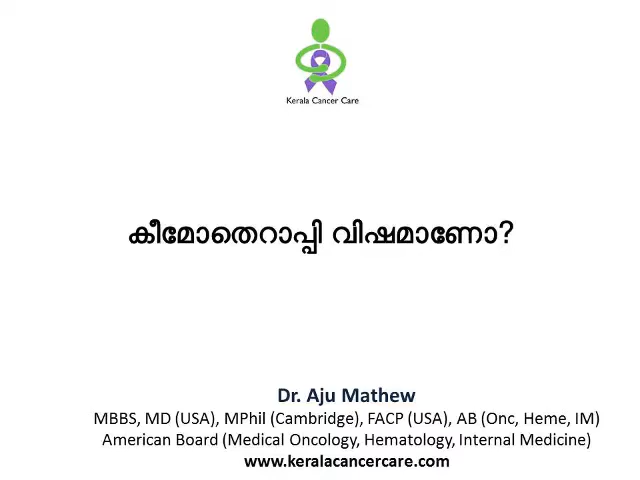 Kerala Cancer Care
കീമോതെറാപ്പി വിഷമാണോ?
Dr. Aju Mathew
MBBS, MD (USA), MPhil (Cambridge), FACP (USA), AB (Onc, Heme, IM)
American Board (Medical Oncology, Hematology, Internal Medicine)
www.keralacancercare.com